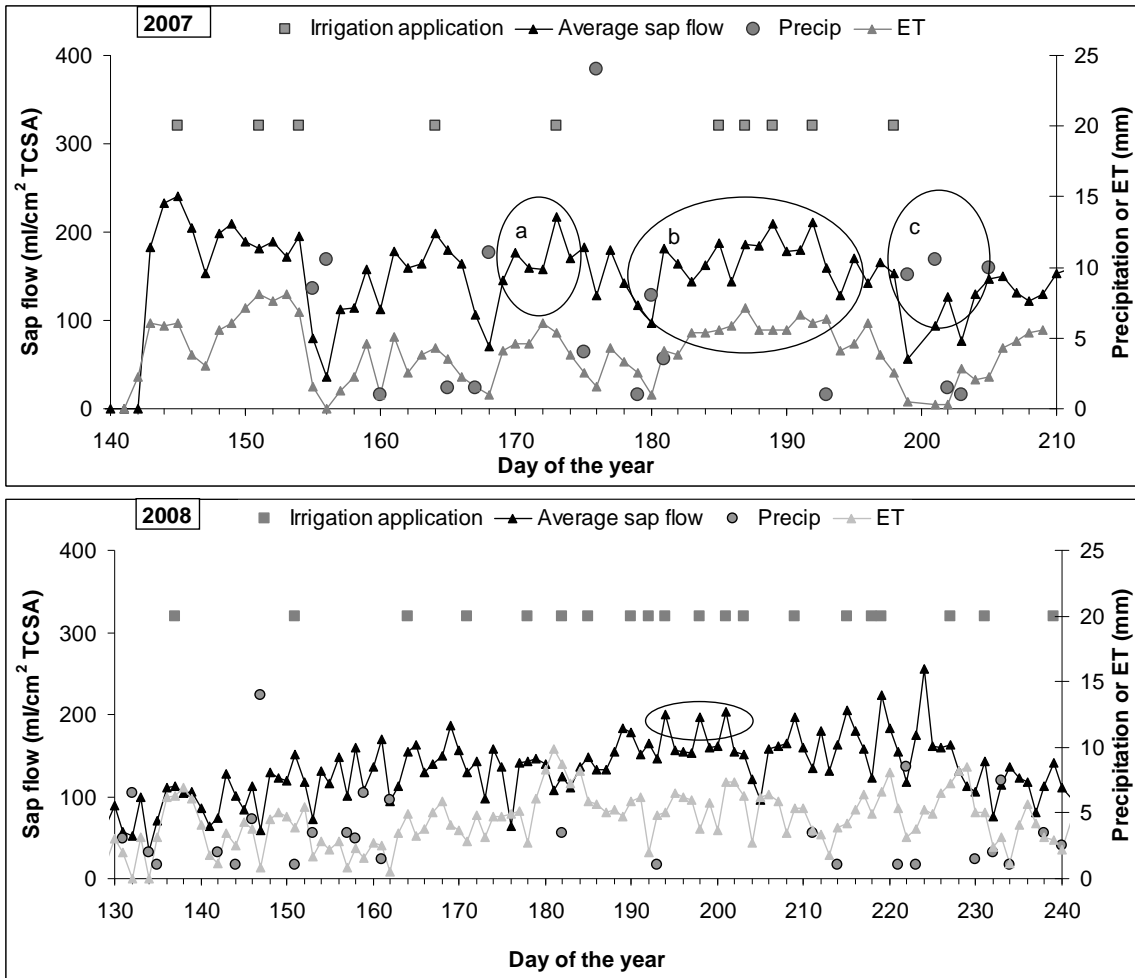 2007
Irrigation application Average sap flow Precip ET
Sap flow (ml/cm² TCSA)
400
300
200
100
0
a
b
c
25
20
15
10
5
0
Precipitation or ET (mm)
140 150 160 170 180 190 200 210
Day of the year
2008
Irrigation application Average sap flow Precip ET
Sap flow (ml/cm² TCSA)
400
300
200
100
0
25
20
15
10
5
0
Precipitation or ET (mm)
130 140 150 160 170 180 190 200 210 220 230 240
Day of the year